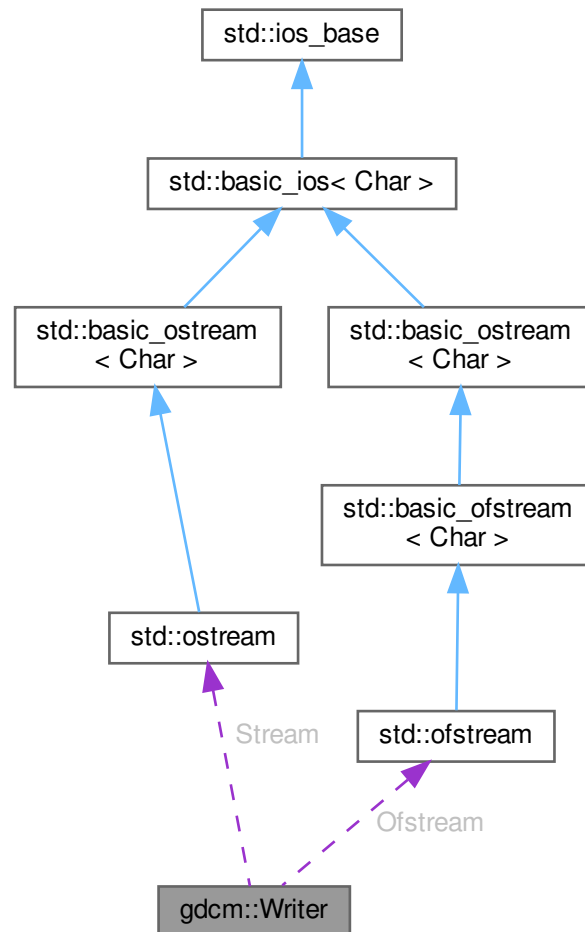 std::ios_base
std::basic_ios< Char >
std::basic_ostream
< Char >
std::basic_ostream
< Char >
std::basic_ofstream
< Char >
std::ostream
std::ofstream
Stream
Ofstream
gdcm::Writer